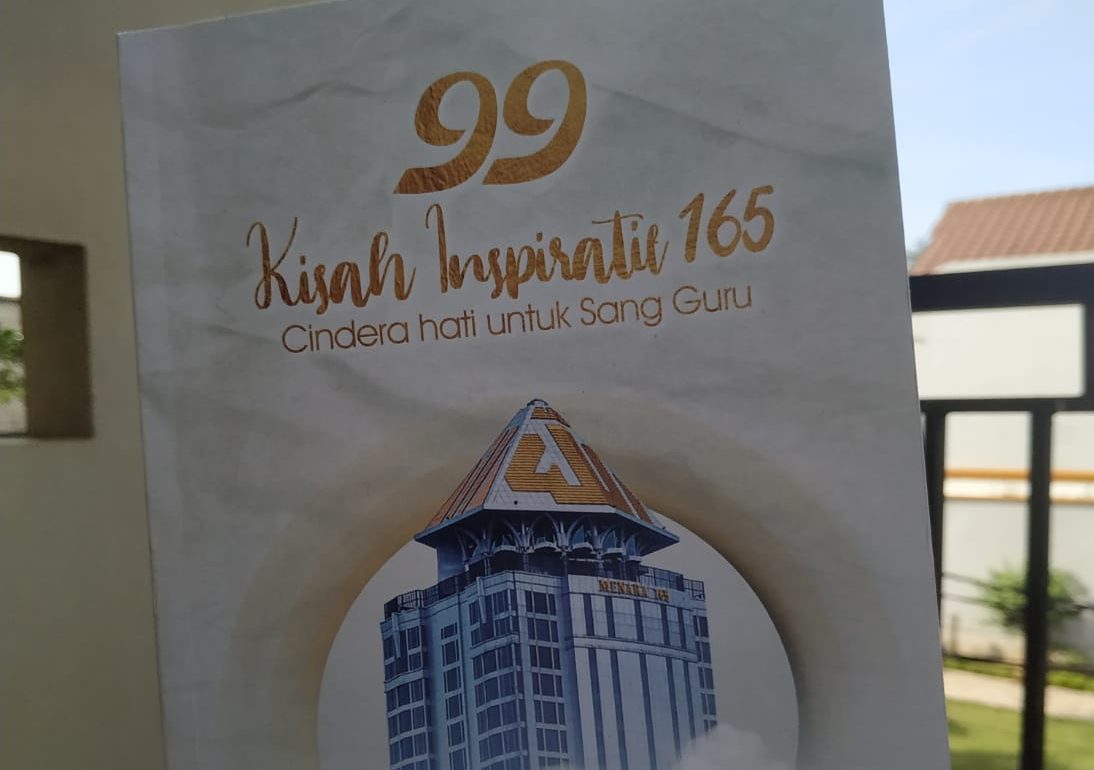 99
Kisah Inspiratif 165
Cindera hati untuk Sang Guru
MENARA 165